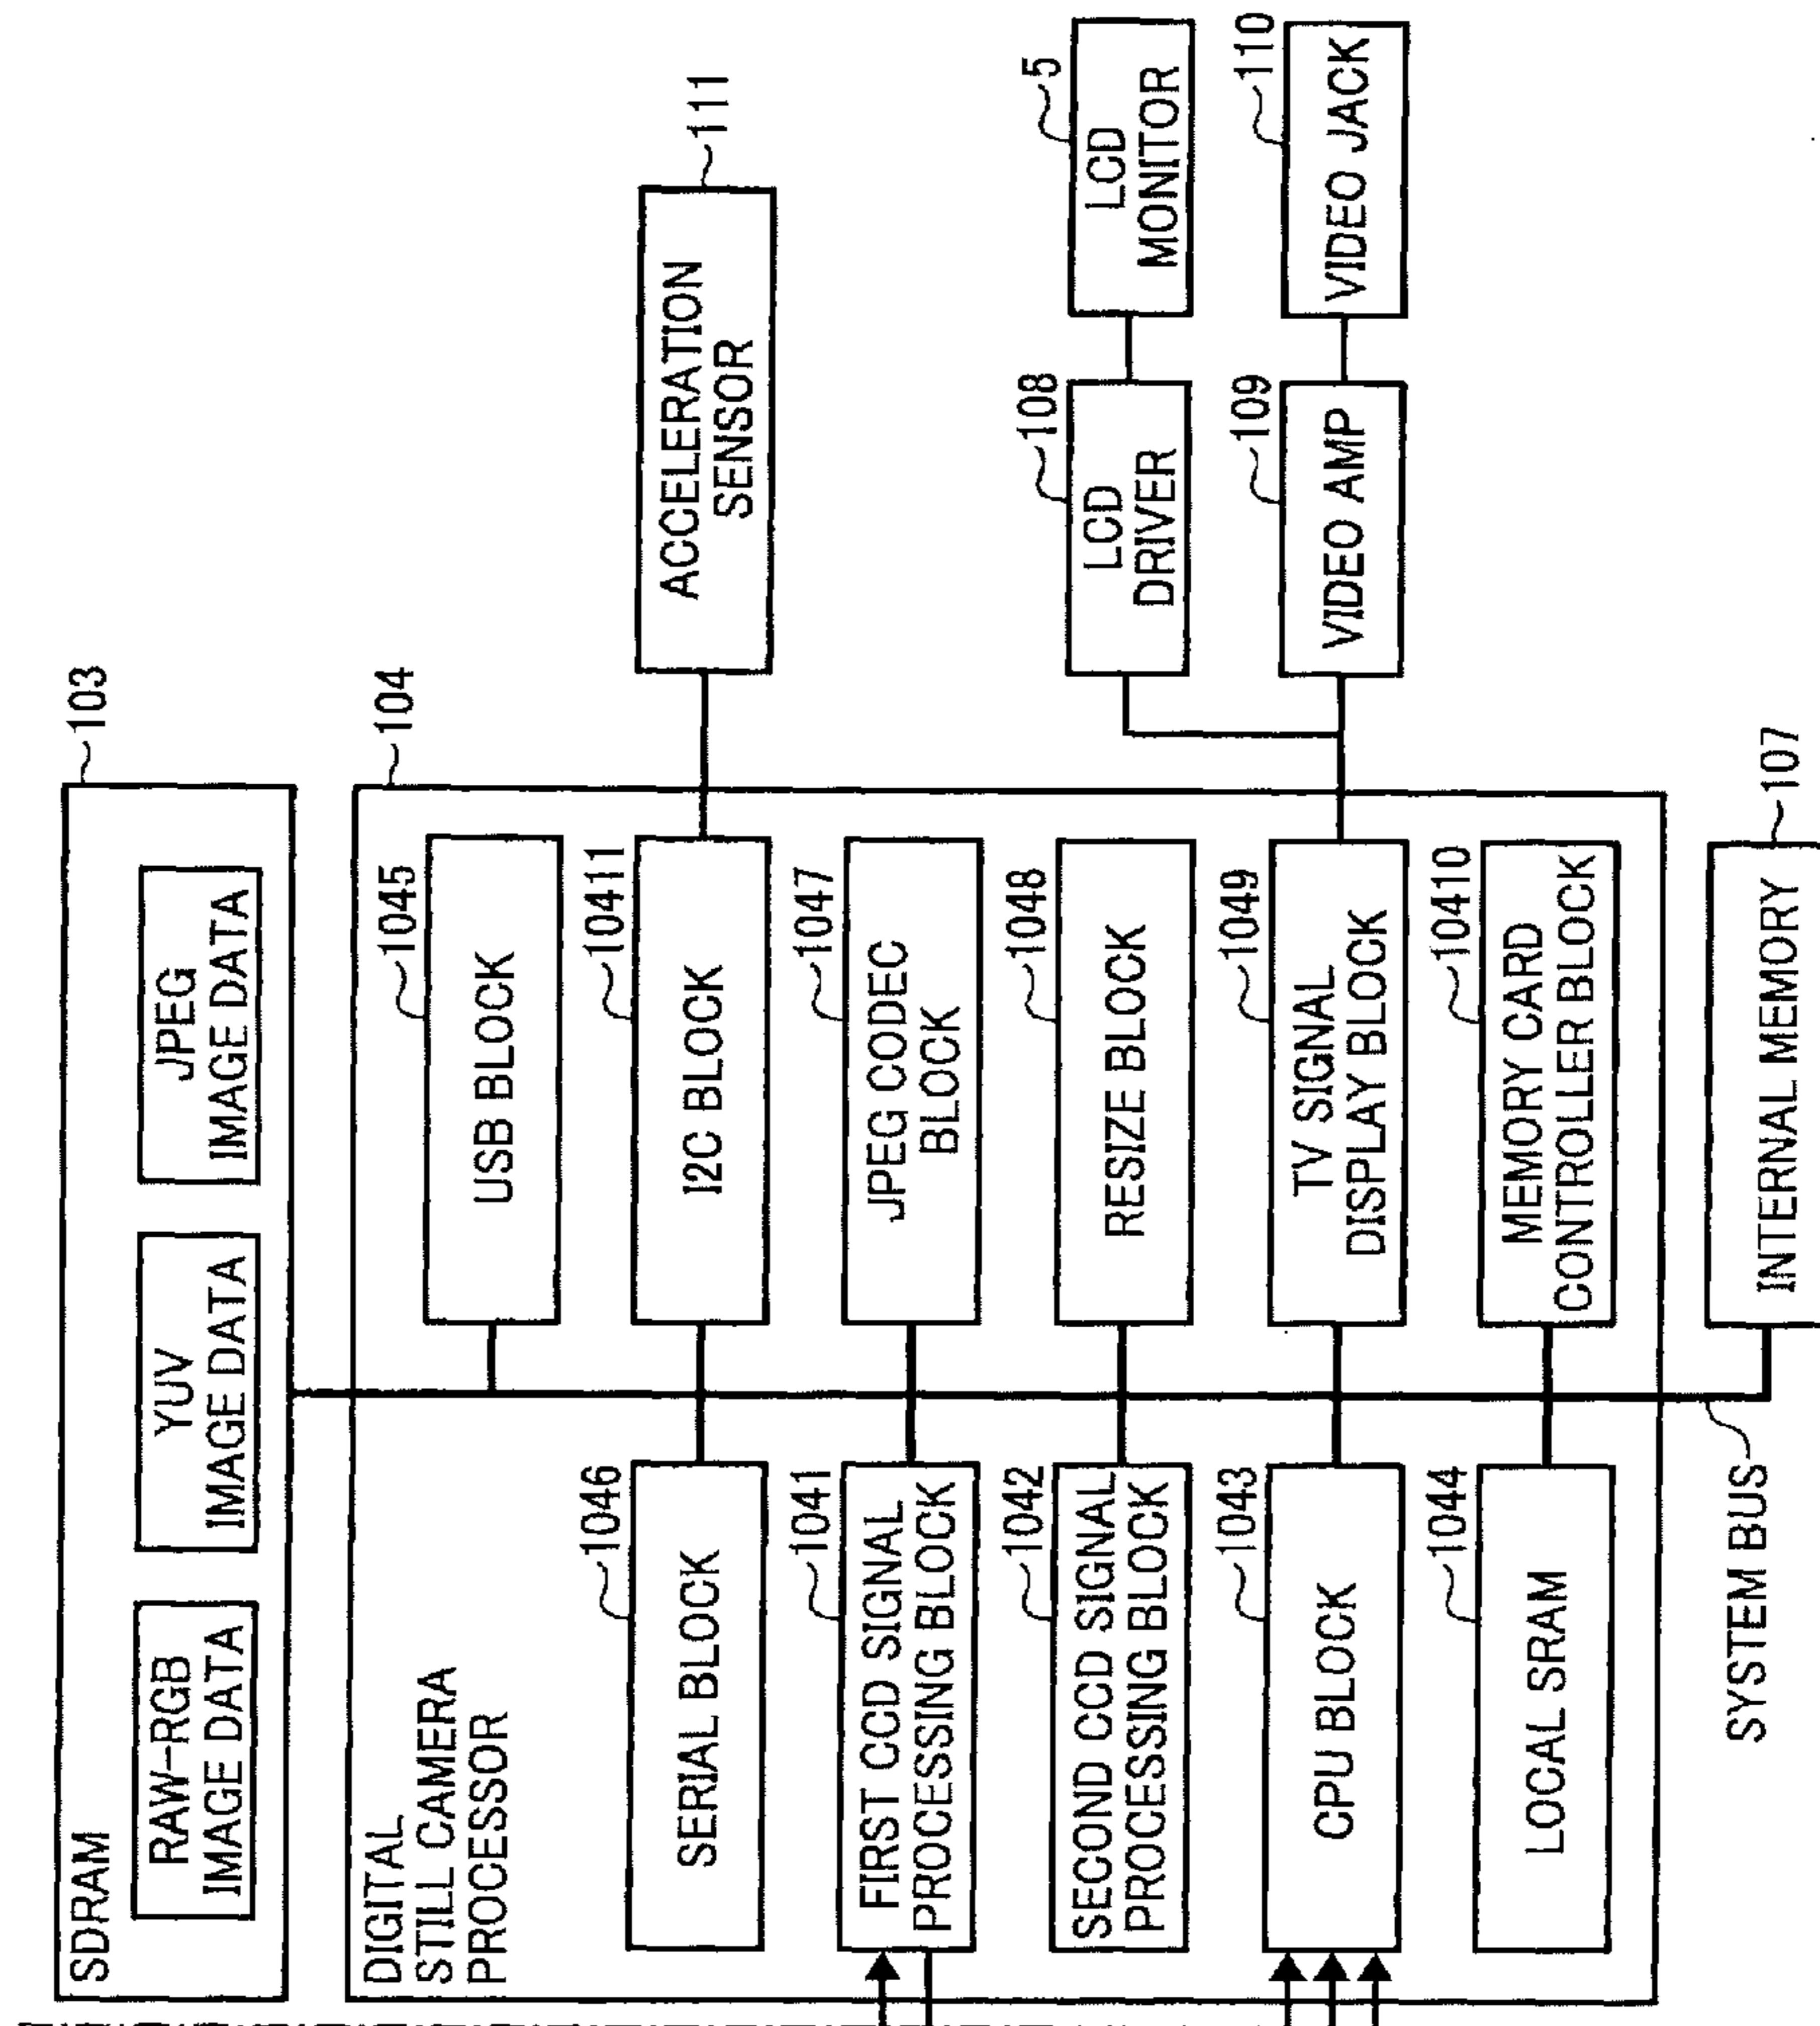 SDRAM
103
RAW-RGB
IMAGE DATA
YUV
IMAGE DATA
JPEG
IMAGE DATA
DIGITAL
STILL CAMERA
PROCESSOR
104
USB BLOCK
1045
SERIAL BLOCK
1046
I2C BLOCK
10411
ACCELERATION
SENSOR
111
FIRST CCD SIGNAL
PROCESSING BLOCK
1041
JPEG CODEC
BLOCK
1047
SECOND CCD SIGNAL
PROCESSING BLOCK
1042
RESIZE BLOCK
1048
LCD
DRIVER
108
LCD
MONITOR
5
CPU BLOCK
1043
TV SIGNAL
DISPLAY BLOCK
1049
VIDEO AMP
109
VIDEO JACK
110
LOCAL SRAM
1044
MEMORY CARD
CONTROLLER BLOCK
10410
SYSTEM BUS
INTERNAL MEMORY
107